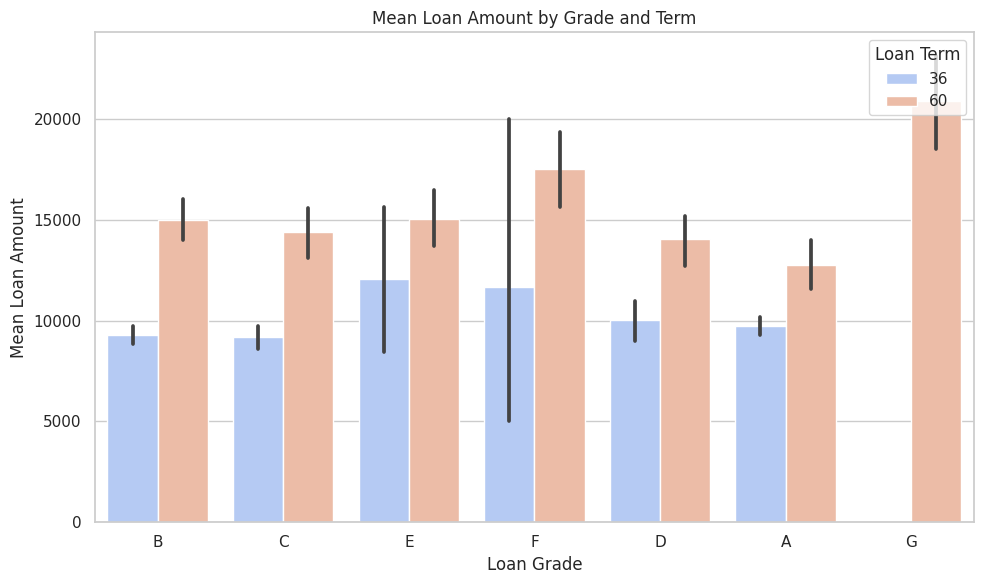 Mean Loan Amount by Grade and Term
Loan Term
36
60
20000
15000
10000
5000
0
Mean Loan Amount
B C E F D A G
Loan Grade